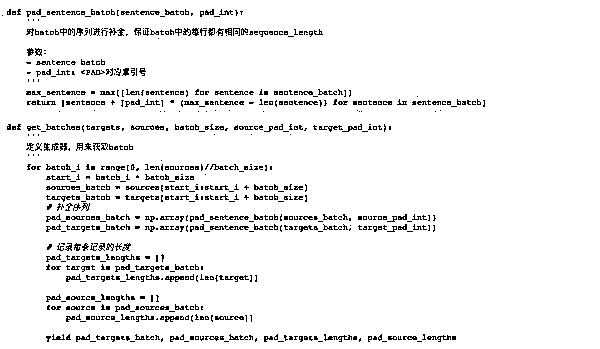 def pad_sentence_batch(sentence_batch, pad_int):
'''
对batch中的序列进行补全，保证batch中的每行都有相同的sequence_length
参数：
- sentence batch
- pad_int: <PAD>对应索引号
'''
max_sentence = max([len(sentence) for sentence in sentence_batch])
return [sentence + [pad_int] * (max_sentence - len(sentence)) for sentence in sentence_batch]
def get_batches(targets, sources, batch_size, source_pad_int, target_pad_int):
'''
定义生成器，用来获取batch
'''
for batch_i in range(0, len(sources)//batch_size):
start_i = batch_i * batch_size
sources_batch = sources[start_i:start_i + batch_size]
targets_batch = targets[start_i:start_i + batch_size]
# 补全序列
pad_sources_batch = np.array(pad_sentence_batch(sources_batch, source_pad_int))
pad_targets_batch = np.array(pad_sentence_batch(targets_batch, target_pad_int))
# 记录每条记录的长度
pad_targets_lengths = []
for target in pad_targets_batch:
pad_targets_lengths.append(len(target))
pad_source_lengths = []
for source in pad_sources_batch:
pad_source_lengths.append(len(source))
yield pad_targets_batch, pad_sources_batch, pad_targets_lengths, pad_source_lengths